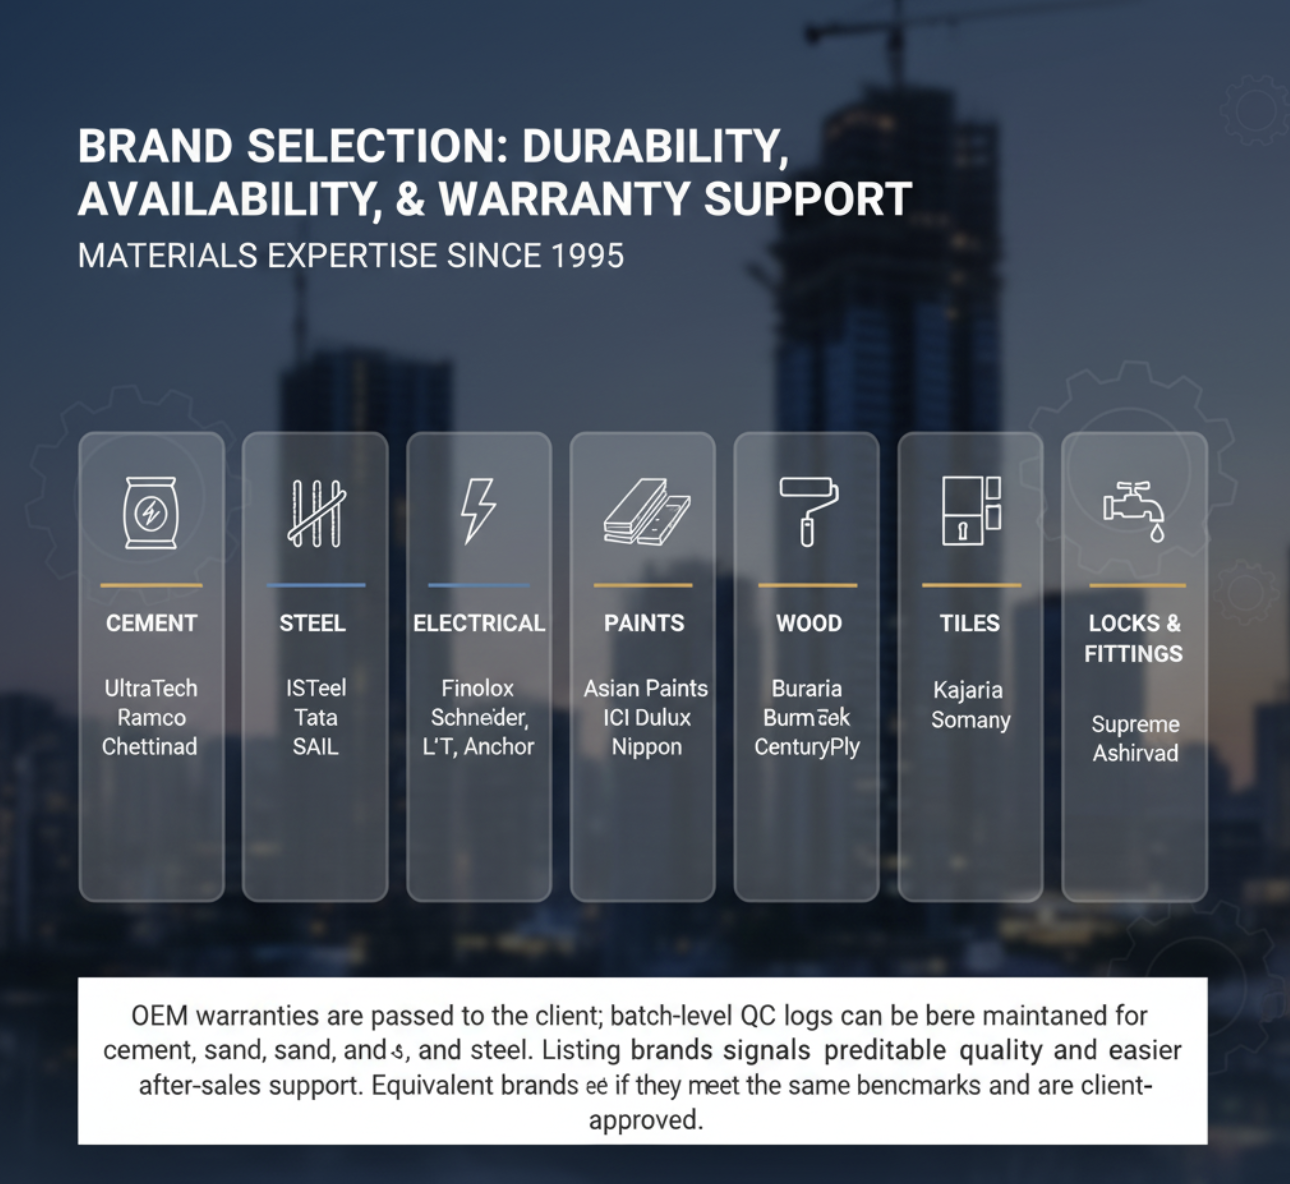 BRAND SELECTION: DURABILITY,
AVAILABILITY, & WARRANTY SUPPORT
MATERIALS EXPERTISE SINCE 1995
CEMENT
UltraTech
Ramco
Chettinad
STEEL
ISTeel
Tata
SAIL
ELECTRICAL
Finolox
Schneider,
L'T, Anchor
PAINTS
Asian Paints
ICI Dulux
Nippon
WOOD
Buraria
CenturyPly
TILES
Kajaria
Somany
LOCKS &
FITTINGS
Supreme
Ashirvad
OEM warranties are passed to the client; batch-level QC logs can be bere maintaned for
cement, sand, sand, and, and steel. Listing brands signals preditable quality and easier
after-sales support. Equivalent brands if they meet the same bencmarks and are client-
approved.